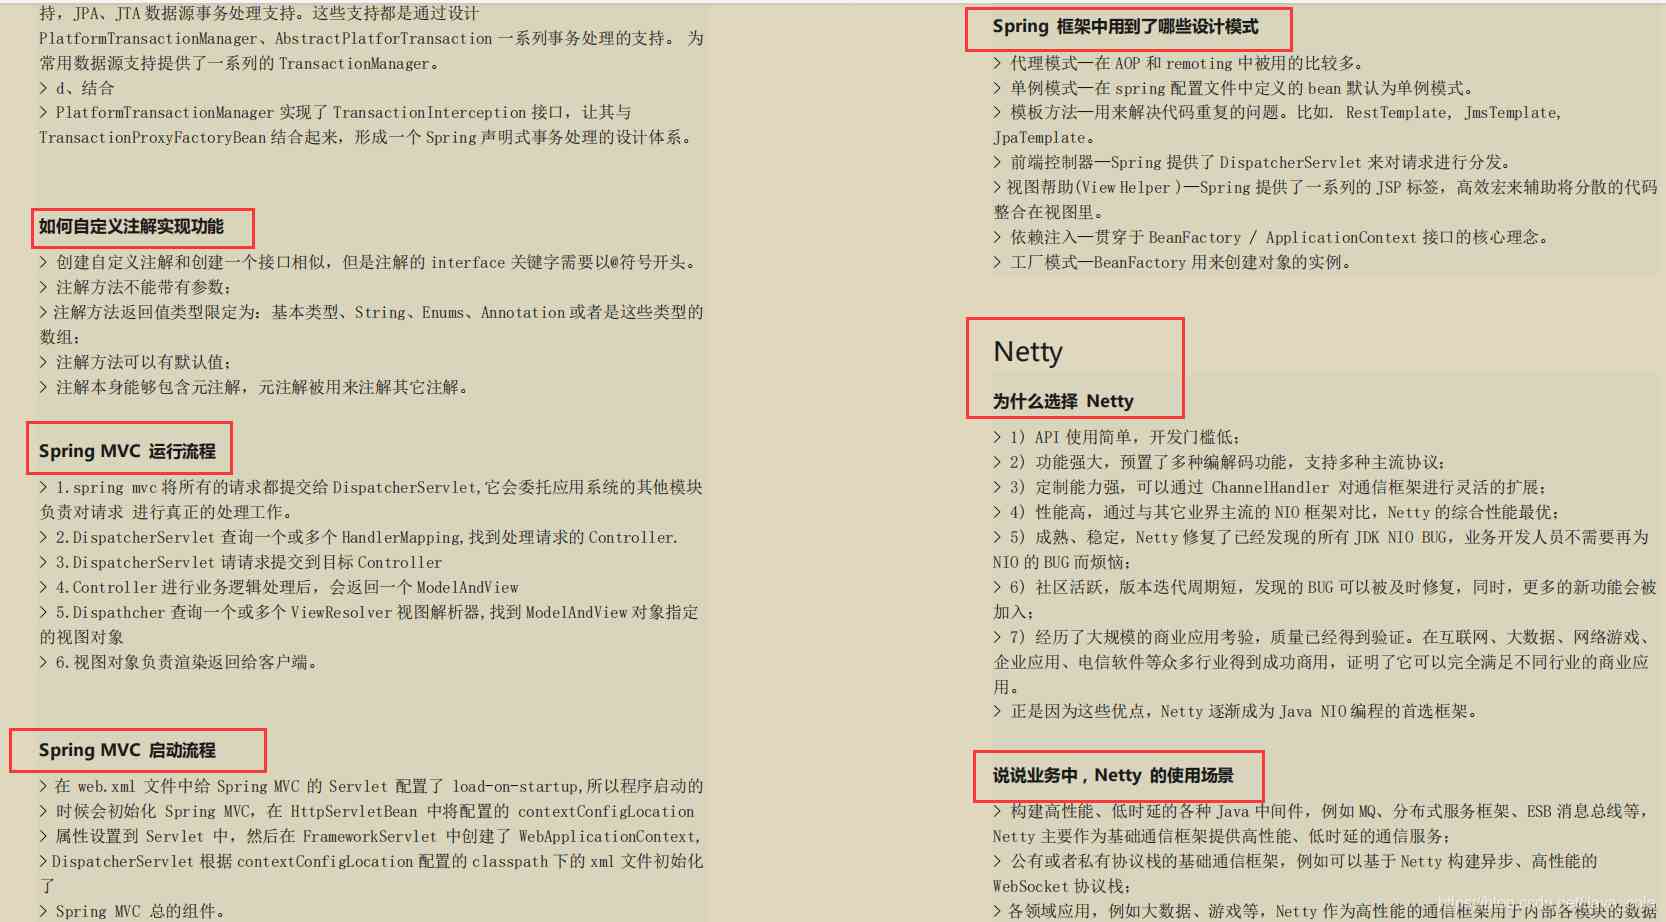 持，JPA、JTA 数据源事务处理支持。这些支持都是通过设计
PlatformTransactionManager、AbstractPlatforTransaction 一系列事务处理的支持。 为
常用数据源支持提供了一系列的 TransactionManager。
> d、结合
> PlatformTransactionManager 实现了 TransactionInterception 接口，让其与
TransactionProxyFactoryBean 结合起来，形成一个 Spring 声明式事务处理的设计体系。
如何自定义注解实现功能
> 创建自定义注解和创建一个接口相似，但是注解的 interface 关键字需要以@符号开头。
> 注解方法不能带有参数；
> 注解方法返回值类型限定为：基本类型、String、Enums、Annotation 或者是这些类型的
数组；
> 注解方法可以有默认值；
> 注解本身能够包含元注解，元注解被用来注解其它注解。
Spring MVC 运行流程
> 1.spring mvc 将所有的请求都提交给 DispatcherServlet,它会委托应用系统的其他模块
负责对请求 进行真正的处理工作。
> 2.DispatcherServlet 查询一个或多个 HandlerMapping,找到处理请求的 Controller.
> 3.DispatcherServlet 请请求提交到目标 Controller
> 4.Controller 进行业务逻辑处理后，会返回一个 ModelAndView
> 5.Dispathcher 查询一个或多个 ViewResolver 视图解析器,找到 ModelAndView 对象指定
的视图对象
> 6.视图对象负责渲染返回给客户端。
Spring MVC 启动流程
> 在 web.xml 文件中给 Spring MVC 的 Servlet 配置了 load-on-startup,所以程序启动的
> 时候会初始化 Spring MVC，在 HttpServletBean 中将配置的 contextConfigLocation
> 属性设置到 Servlet 中，然后在 FrameworkServlet 中创建了 WebApplicationContext,
> DispatcherServlet 根据 contextConfigLocation 配置的 classpath 下的 xml 文件初始化
了
> Spring MVC 总的组件。
Spring 框架中用到了哪些设计模式
> 代理模式—在 AOP 和 remoting 中被用的比较多。
> 单例模式—在 spring 配置文件中定义的 bean 默认为单例模式。
> 模板方法—用来解决代码重复的问题。比如. RestTemplate, JmsTemplate,
JpaTemplate。
> 前端控制器—Spring 提供了 DispatcherServlet 来对请求进行分发。
> 视图帮助(View Helper )—Spring 提供了一系列的 JSP 标签，高效宏来辅助将分散的代码
整合在视图里。
> 依赖注入—贯穿于 BeanFactory / ApplicationContext 接口的核心理念。
> 工厂模式—BeanFactory 用来创建对象的实例。
Netty
为什么选择 Netty
> 1) API 使用简单，开发门槛低；
> 2) 功能强大，预置了多种编解码功能，支持多种主流协议；
> 3) 定制能力强，可以通过 ChannelHandler 对通信框架进行灵活的扩展；
> 4) 性能高，通过与其它业界主流的 NIO 框架对比，Netty 的综合性能最优；
> 5) 成熟、稳定，Netty 修复了已经发现的所有 JDK NIO BUG，业务开发人员不需要再为
NIO 的 BUG 而烦恼；
> 6) 社区活跃，版本迭代周期短，发现的 BUG 可以被及时修复，同时，更多的新功能会被
加入；
> 7) 经历了大规模的商业应用考验，质量已经得到验证。在互联网、大数据、网络游戏、
企业应用、电信软件等众多行业得到成功商用，证明了它可以完全满足不同行业的商业应
用。
> 正是因为这些优点，Netty 逐渐成为 Java NIO 编程的首选框架。
说说业务中，Netty 的使用场景
> 构建高性能、低时延的各种 Java 中间件，例如 MQ、分布式服务框架、ESB 消息总线等，
Netty 主要作为基础通信框架提供高性能、低时延的通信服务；
> 公有或者私有协议栈的基础通信框架，例如可以基于 Netty 构建异步、高性能的
WebSocket 协议栈；
> 各领域应用，例如大数据、游戏等，Netty 作为高性能的通信框架用于内部各模块的数据